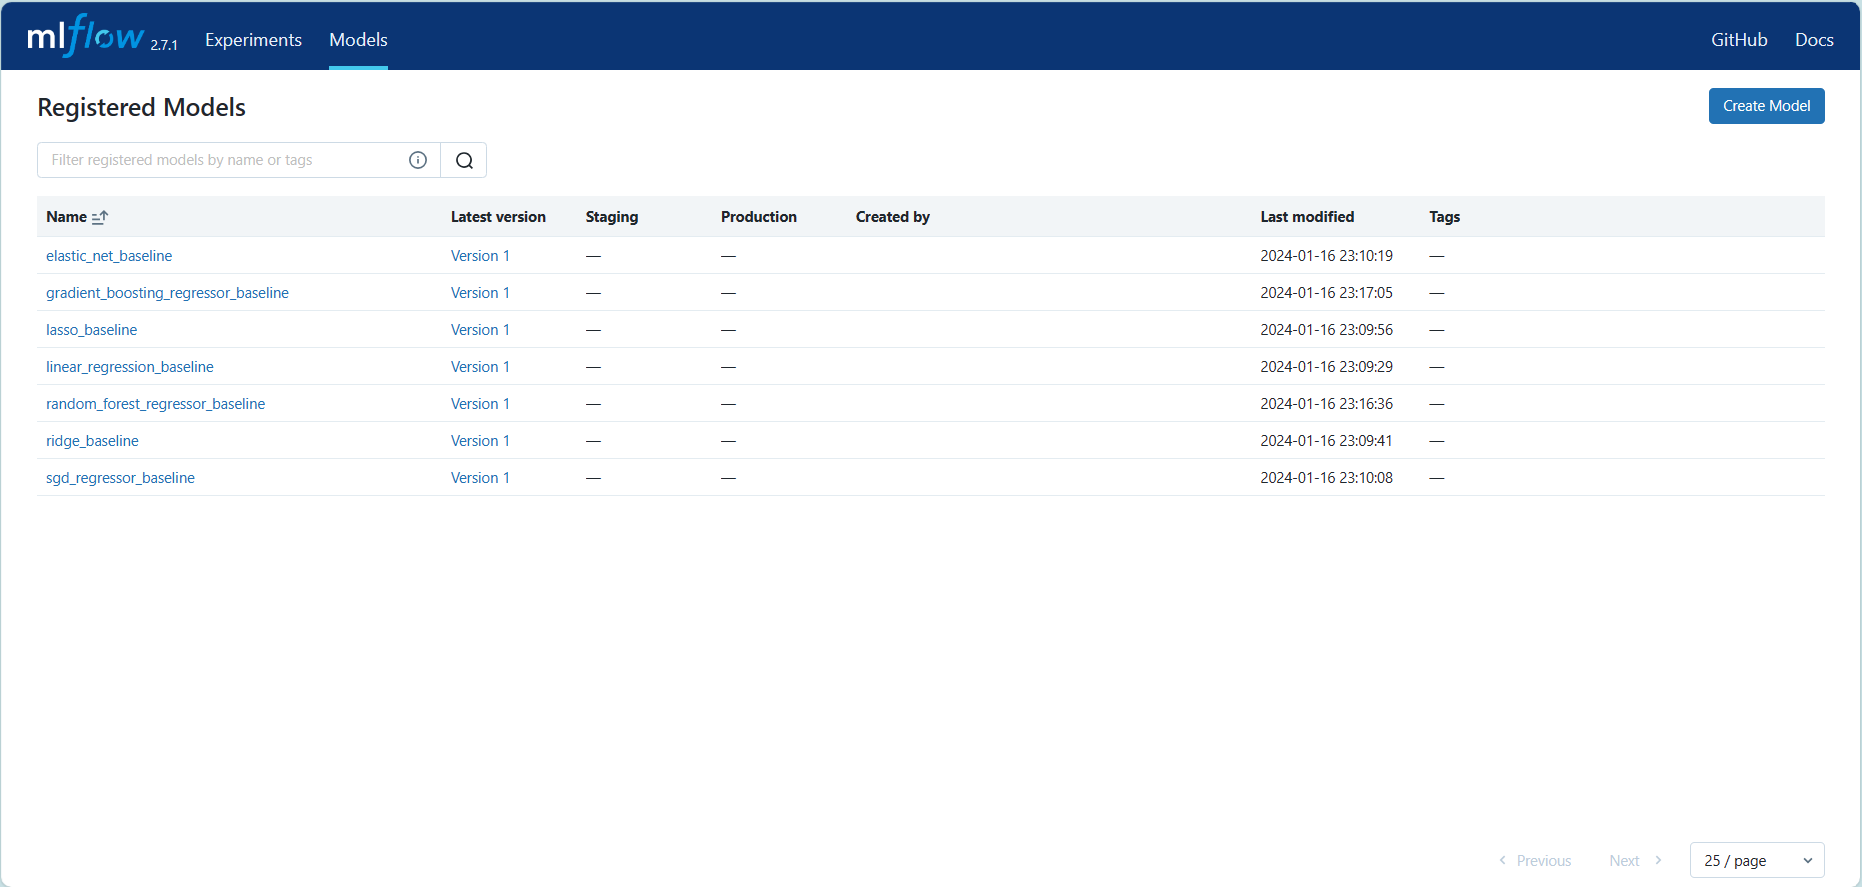 mlflow 2.7.1 Experiments Models GitHub Docs
Registered Models Create Model
Filter registered models by name or tags
Name Latest version Staging Production Created by Last modified Tags
elastic_net_baseline Version 1 — — 2024-01-16 23:10:19 —
gradient_boosting_regressor_baseline Version 1 — — 2024-01-16 23:17:05 —
lasso_baseline Version 1 — — 2024-01-16 23:09:56 —
linear_regression_baseline Version 1 — — 2024-01-16 23:09:29 —
random_forest_regressor_baseline Version 1 — — 2024-01-16 23:16:36 —
ridge_baseline Version 1 — — 2024-01-16 23:09:41 —
sgd_regressor_baseline Version 1 — — 2024-01-16 23:10:08 —
Previous Next 25 / page